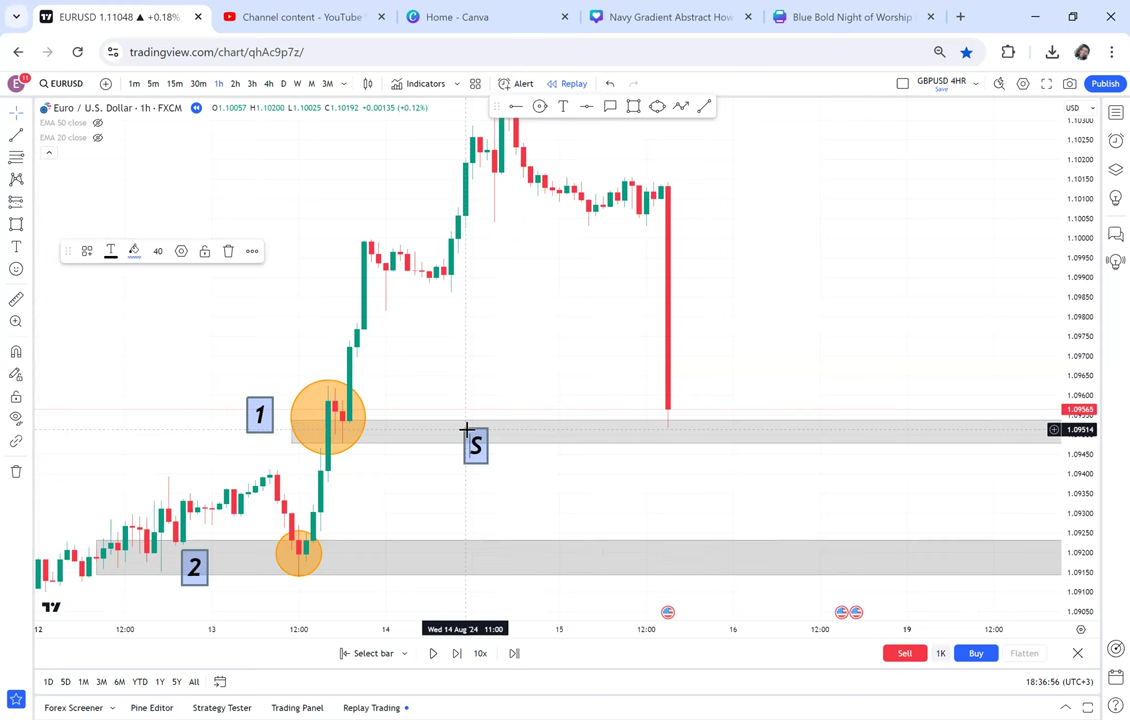 EURUSD 1.11048 ▲ +0.18%
Channel content - YouTube
Home - Canva
Navy Gradient Abstract How
Blue Bold Night of Worship
tradingview.com/chart/qhAc9p7z/
E 11
EURUSD
1m 5m 15m 30m 1h 2h 3h 4h D W M 3M
Indicators
Alert
Replay
GBPUSD 4HR
Save
Publish
Euro / U.S. Dollar · 1h · FXCM
O1.10057 H1.10200 L1.10025 C1.10192 +0.00135 (+0.12%)
USD
EMA 50 close
EMA 20 close
40
1.10300
1.10250
1.10200
1.10150
1.10100
1.10050
1.10000
1.09950
1.09900
1.09850
1.09800
1.09750
1.09700
1.09650
1.09565
1.09514
1.09450
1.09400
1.09350
1.09300
1.09250
1.09200
1.09150
1.09100
1.09050
1
S
2
12 12:00 13 12:00 14 Wed 14 Aug '24 11:00 15 12:00 16 12:00 19 12:00
Select bar
10x
Sell
1K
Buy
Flatten
1D 5D 1M 3M 6M YTD 1Y 5Y All
18:36:56 (UTC+3)
Forex Screener
Pine Editor
Strategy Tester
Trading Panel
Replay Trading